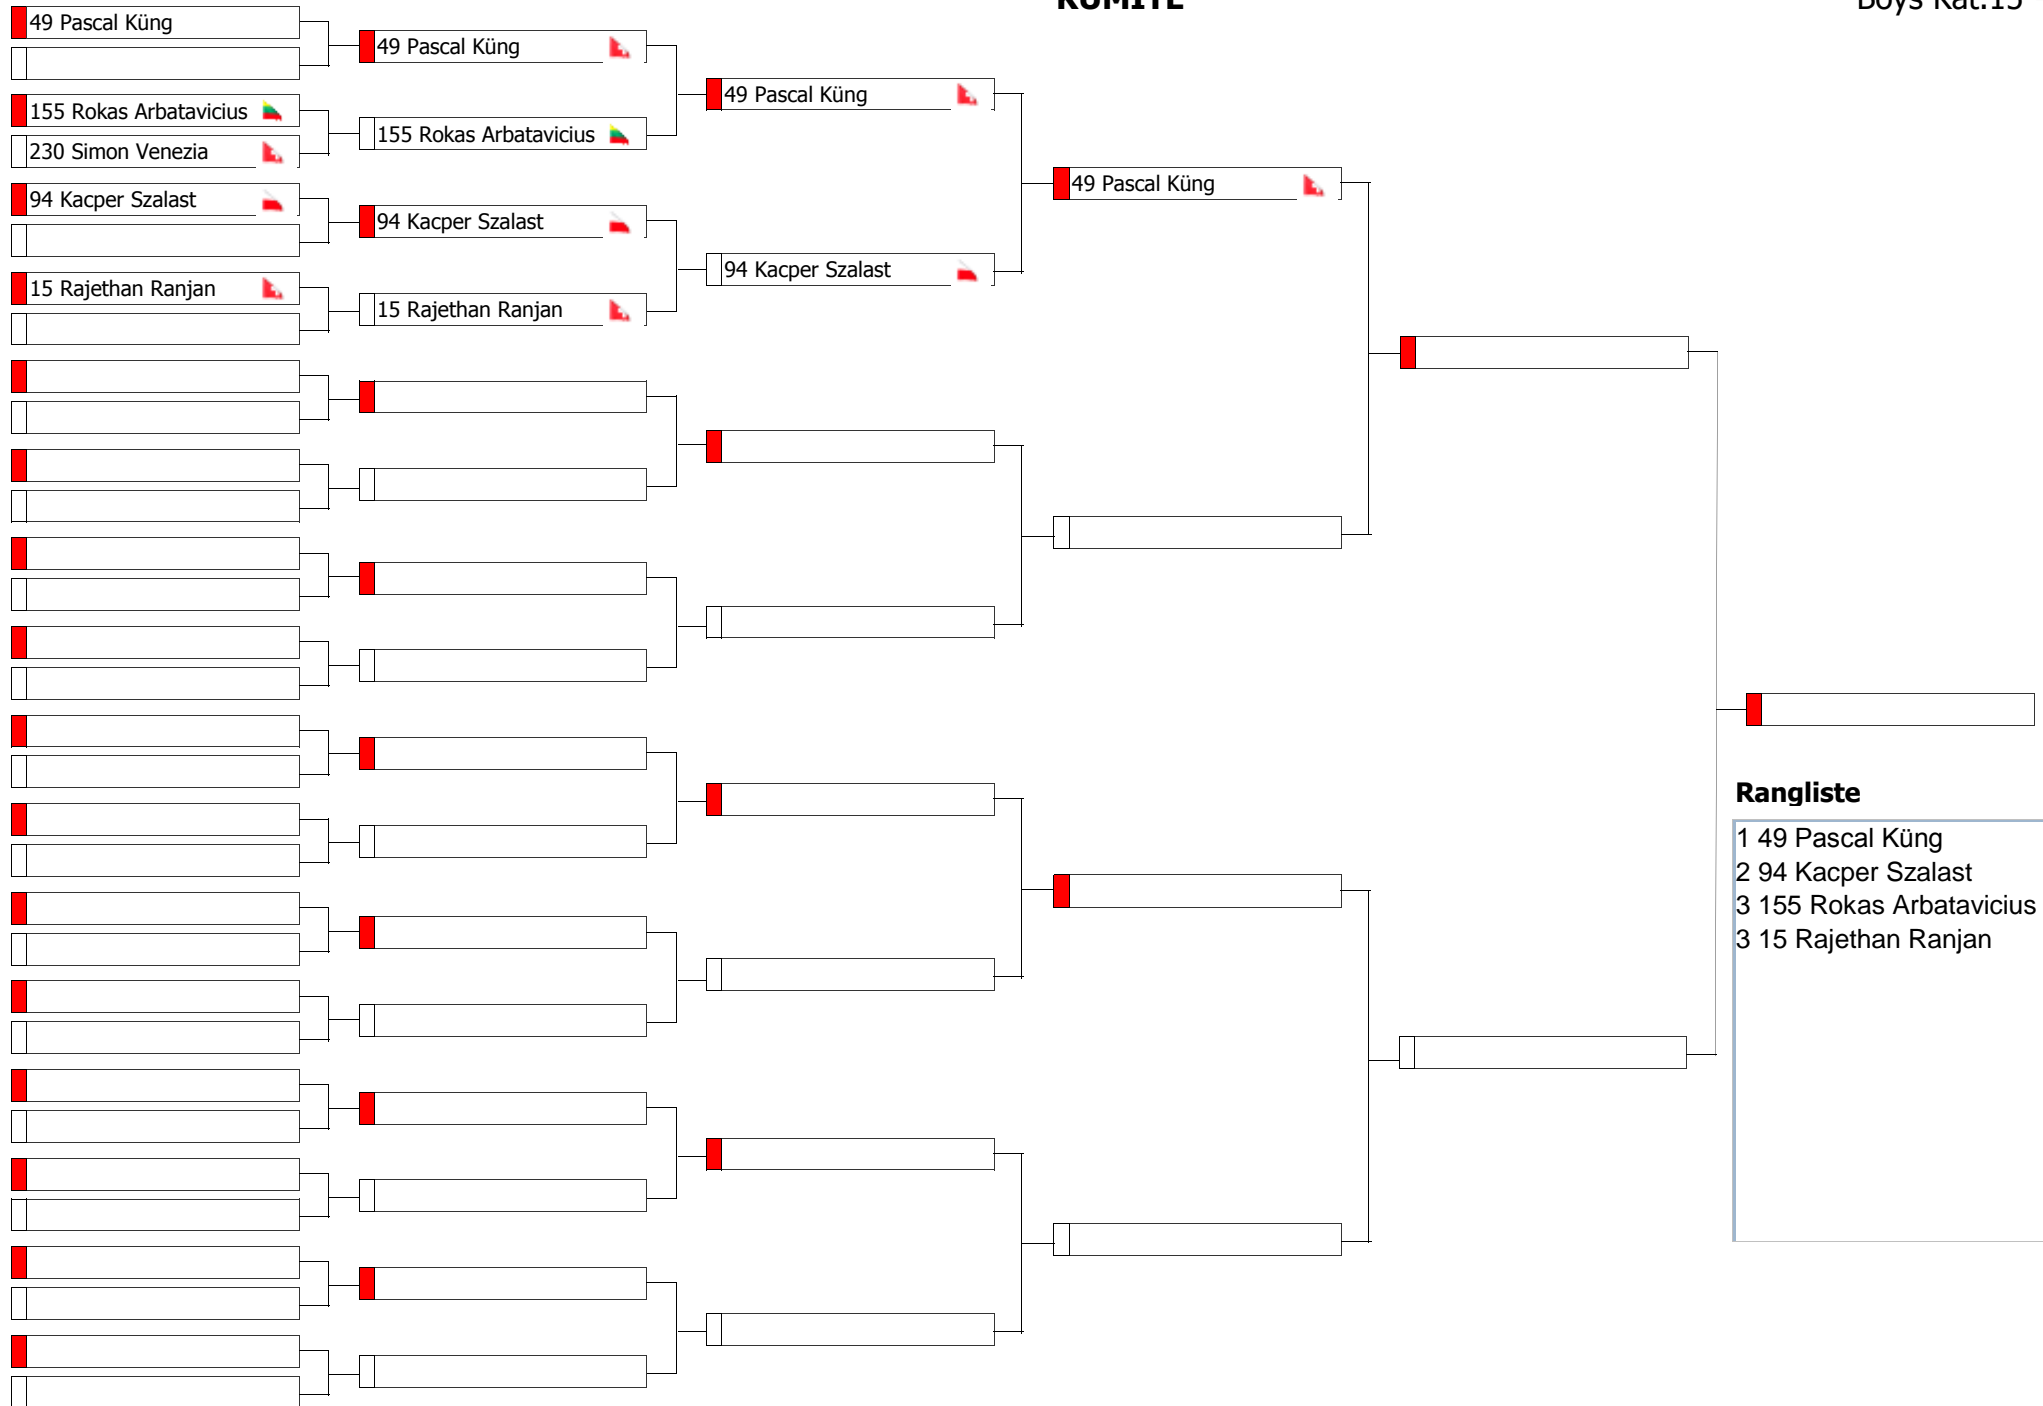 KUMITE
Boys Kat.15
49 Pascal Küng
155 Rokas Arbatavicius
230 Simon Venezia
94 Kacper Szalast
15 Rajethan Ranjan
49 Pascal Küng
155 Rokas Arbatavicius
94 Kacper Szalast
15 Rajethan Ranjan
49 Pascal Küng
94 Kacper Szalast
49 Pascal Küng
Rangliste
1 49 Pascal Küng
2 94 Kacper Szalast
3 155 Rokas Arbatavicius
3 15 Rajethan Ranjan